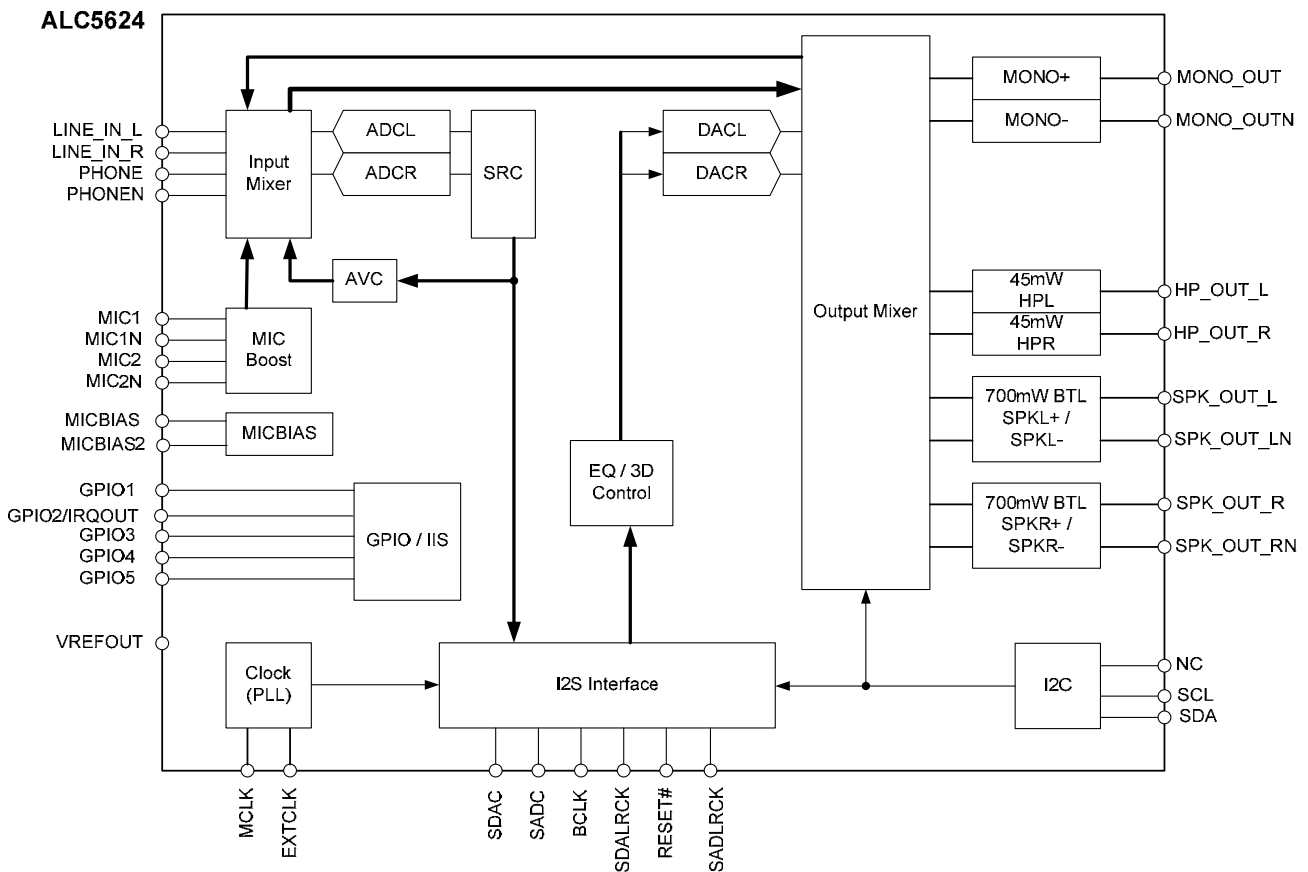 ALC5624
LINE_IN_L
LINE_IN_R
PHONE
PHONEN
MIC1
MIC1N
MIC2
MIC2N
MICBIAS
MICBIAS2
GPIO1
GPIO2/IRQOUT
GPIO3
GPIO4
GPIO5
VREFOUT
Input
Mixer
ADCL
ADCR
SRC
AVC
MIC
Boost
MICBIAS
GPIO / IIS
Clock
(PLL)
DACL
DACR
EQ / 3D
Control
I2S Interface
Output Mixer
MONO+
MONO-
45mW
HPL
45mW
HPR
700mW BTL
SPKL+ /
SPKL-
700mW BTL
SPKR+ /
SPKR-
I2C
MONO_OUT
MONO_OUTN
HP_OUT_L
HP_OUT_R
SPK_OUT_L
SPK_OUT_LN
SPK_OUT_R
SPK_OUT_RN
NC
SCL
SDA
MCLK
EXTCLK
SDAC
SADC
BCLK
SDALRCK
RESET#
SADLRCK